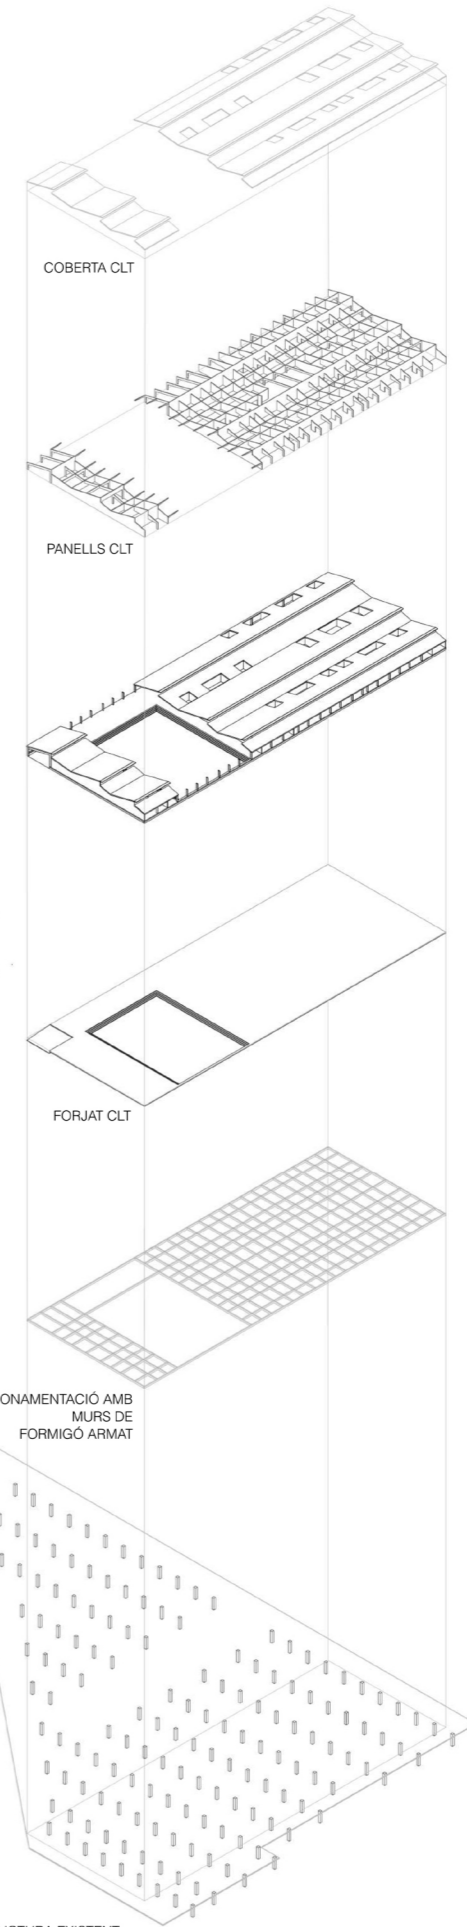 COBERTA CLT
PANELLS CLT
FORJAT CLT
ONAMENTACIÓ AMB
MURS DE
FORMIGÓ ARMAT